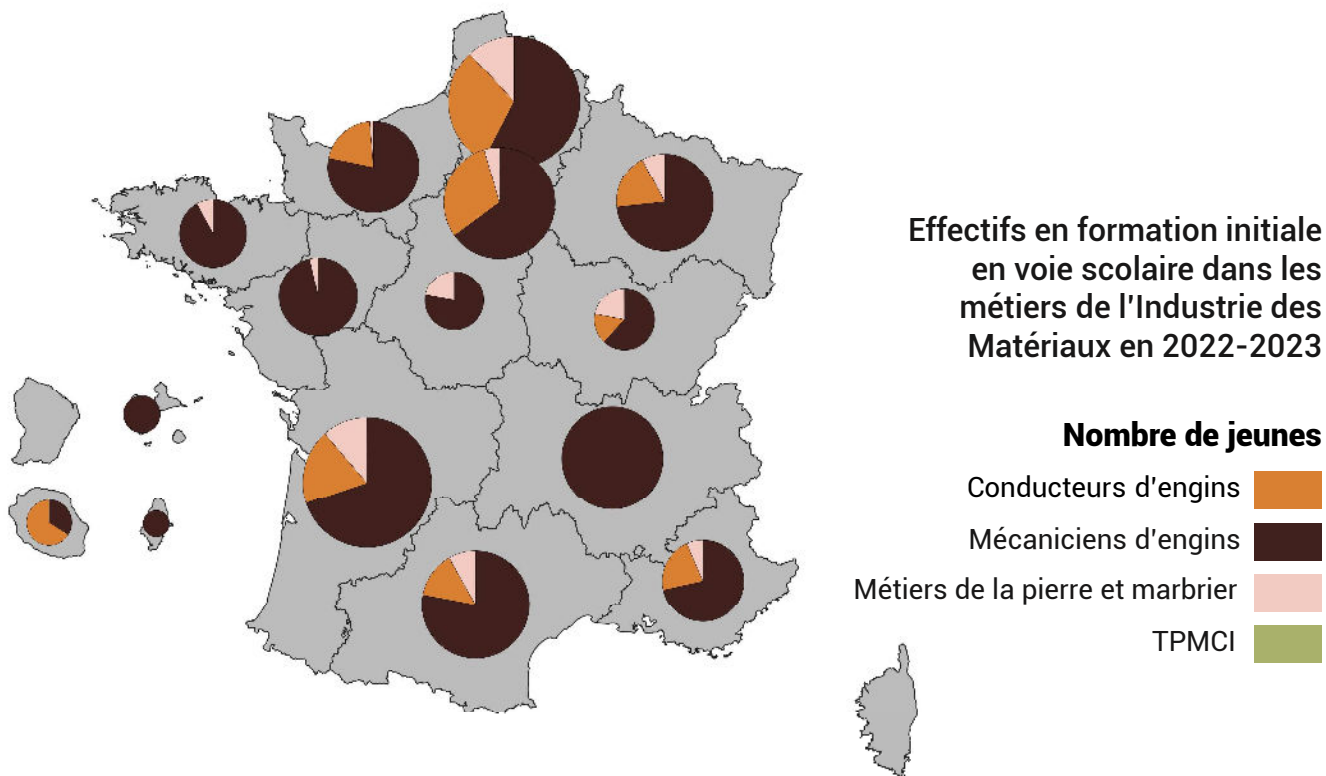 Effectifs en formation initiale
en voie scolaire dans les
métiers de l'Industrie des
Matériaux en 2022-2023
Nombre de jeunes
Conducteurs d'engins
Mécaniciens d'engins
Métiers de la pierre et marbrier
TPMCI